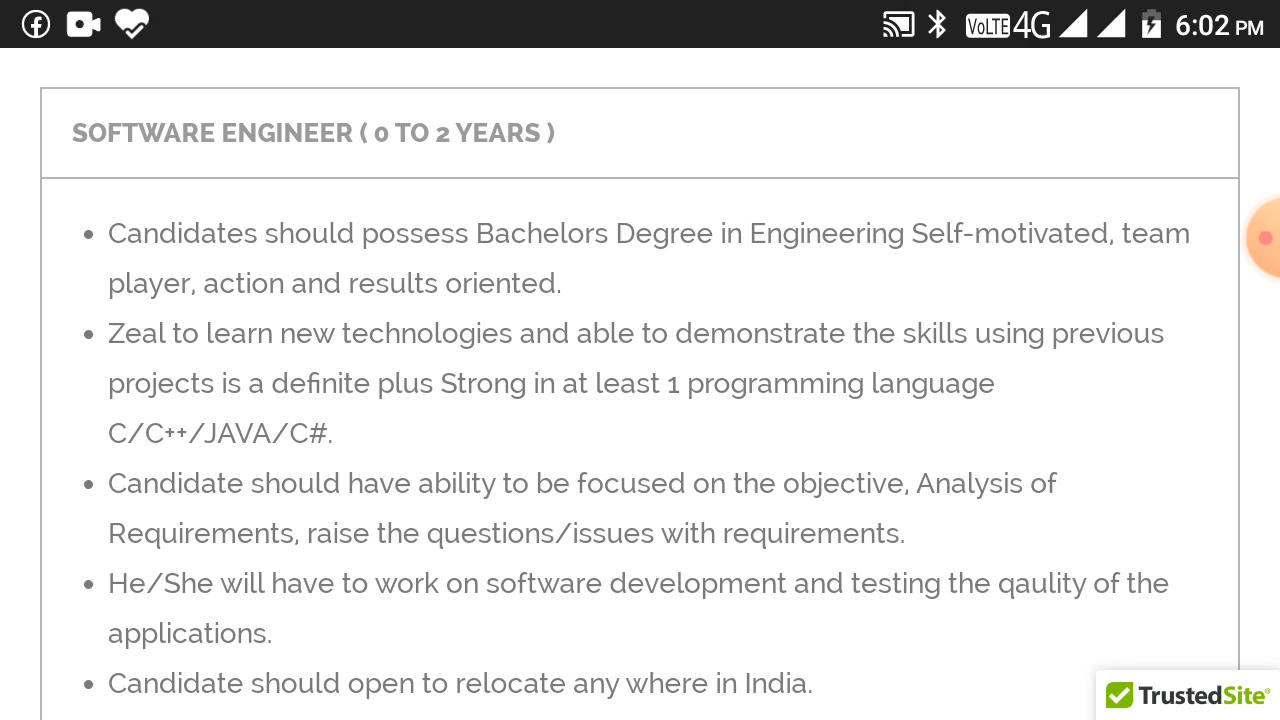 VoLTE 4G 6:02 PM
SOFTWARE ENGINEER ( 0 TO 2 YEARS )
• Candidates should possess Bachelors Degree in Engineering Self-motivated, team
player, action and results oriented.
• Zeal to learn new technologies and able to demonstrate the skills using previous
projects is a definite plus Strong in at least 1 programming language
C/C++/JAVA/C#.
• Candidate should have ability to be focused on the objective, Analysis of
Requirements, raise the questions/issues with requirements.
• He/She will have to work on software development and testing the qaulity of the
applications.
• Candidate should open to relocate any where in India.
TrustedSite®